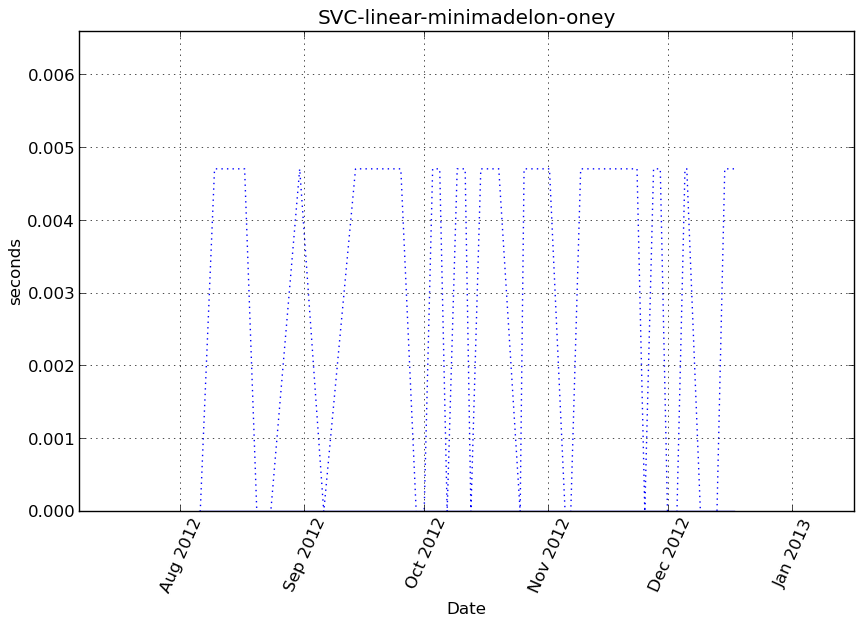 SVC-linear-minimadelon-oney
seconds
0.006
0.005
0.004
0.003
0.002
0.001
0.000
Aug 2012
Sep 2012
Oct 2012
Nov 2012
Dec 2012
Jan 2013
Date